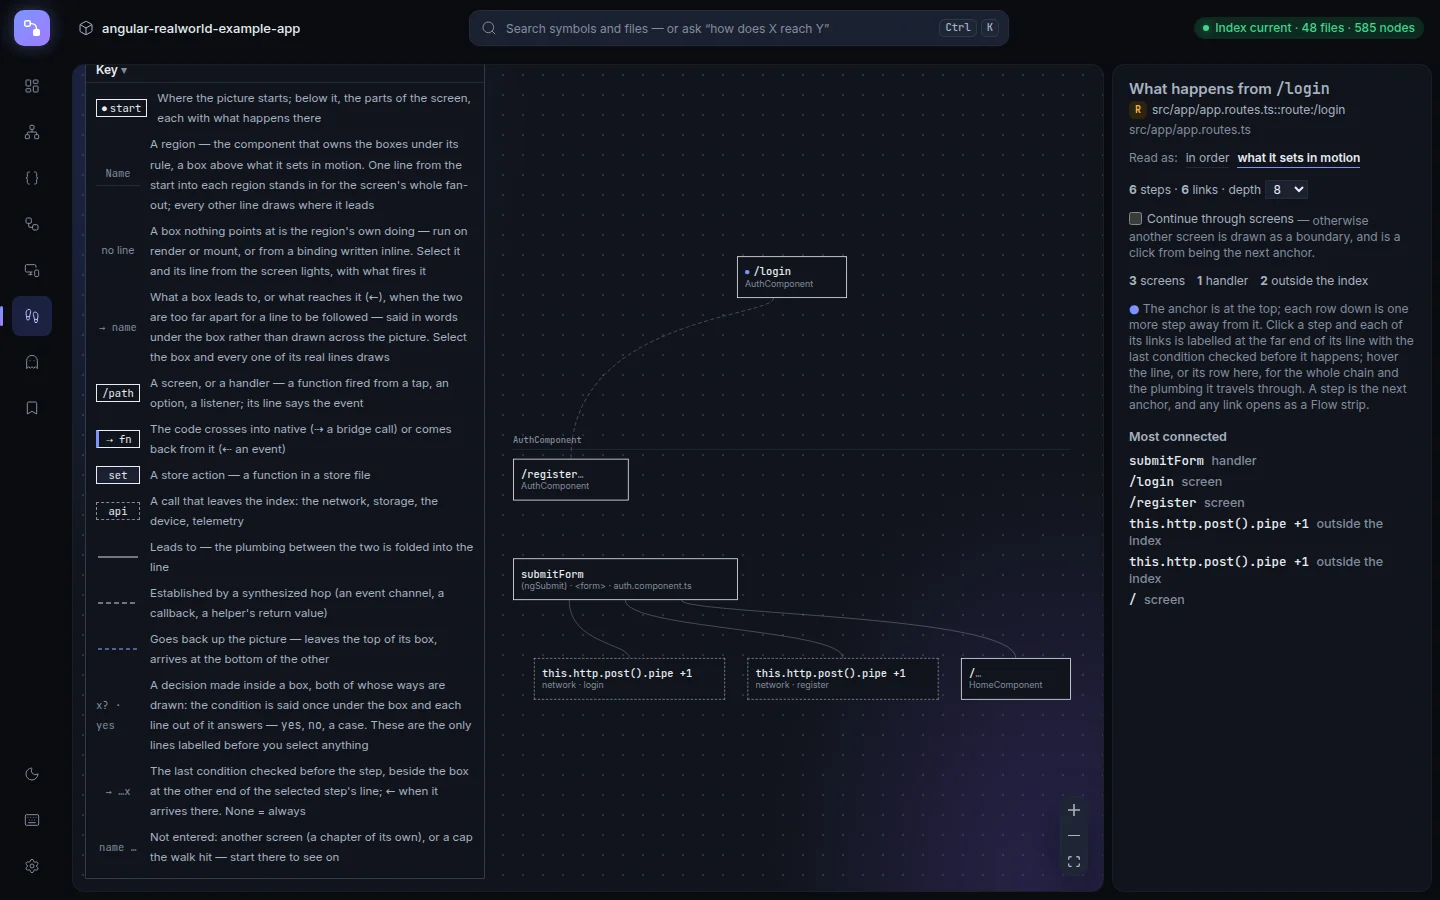 angular-realworld-example-app
Search symbols and files — or ask “how does X reach Y”
Ctrl K
Index current · 48 files · 585 nodes
Key ▾
start
Where the picture starts; below it, the parts of the screen,
each with what happens there
Name
A region — the component that owns the boxes under its
rule, a box above what it sets in motion. One line from the
start into each region stands in for the screen's whole fan-
out; every other line draws where it leads
no line
A box nothing points at is the region's own doing — run on
render or mount, or from a binding written inline. Select it
and its line from the screen lights, with what fires it
→ name
What a box leads to, or what reaches it (←), when the two
are too far apart for a line to be followed — said in words
under the box rather than drawn across the picture. Select
the box and every one of its real lines draws
/path
A screen, or a handler — a function fired from a tap, an
option, a listener; its line says the event
⇢ fn
The code crosses into native (⇢ a bridge call) or comes
back from it (⇠ an event)
set
A store action — a function in a store file
api
A call that leaves the index: the network, storage, the
device, telemetry
Leads to — the plumbing between the two is folded into the
line
Established by a synthesized hop (an event channel, a
callback, a helper's return value)
Goes back up the picture — leaves the top of its box,
arrives at the bottom of the other
x? ·
yes
A decision made inside a box, both of whose ways are
drawn: the condition is said once under the box and each
line out of it answers — yes, no, a case. These are the only
lines labelled before you select anything
→ …x
The last condition checked before the step, beside the box
at the other end of the selected step's line; ← when it
arrives there. None = always
name …
Not entered: another screen (a chapter of its own), or a cap
the walk hit — start there to see on
/login
AuthComponent
AuthComponent
/register…
AuthComponent
submitForm
(ngSubmit) · <form> · auth.component.ts
this.http.post().pipe +1
network · login
this.http.post().pipe +1
network · register
/…
HomeComponent
What happens from /login
R src/app/app.routes.ts::route:/login
src/app/app.routes.ts
Read as: in order what it sets in motion
6 steps · 6 links · depth 8
Continue through screens — otherwise
another screen is drawn as a boundary, and is a
click from being the next anchor.
3 screens 1 handler 2 outside the index
The anchor is at the top; each row down is one
more step away from it. Click a step and each of
its links is labelled at the far end of its line with the
last condition checked before it happens; hover
the line, or its row here, for the whole chain and
the plumbing it travels through. A step is the next
anchor, and any link opens as a Flow strip.
Most connected
submitForm handler
/login screen
/register screen
this.http.post().pipe +1 outside the
index
this.http.post().pipe +1 outside the
index
/ screen